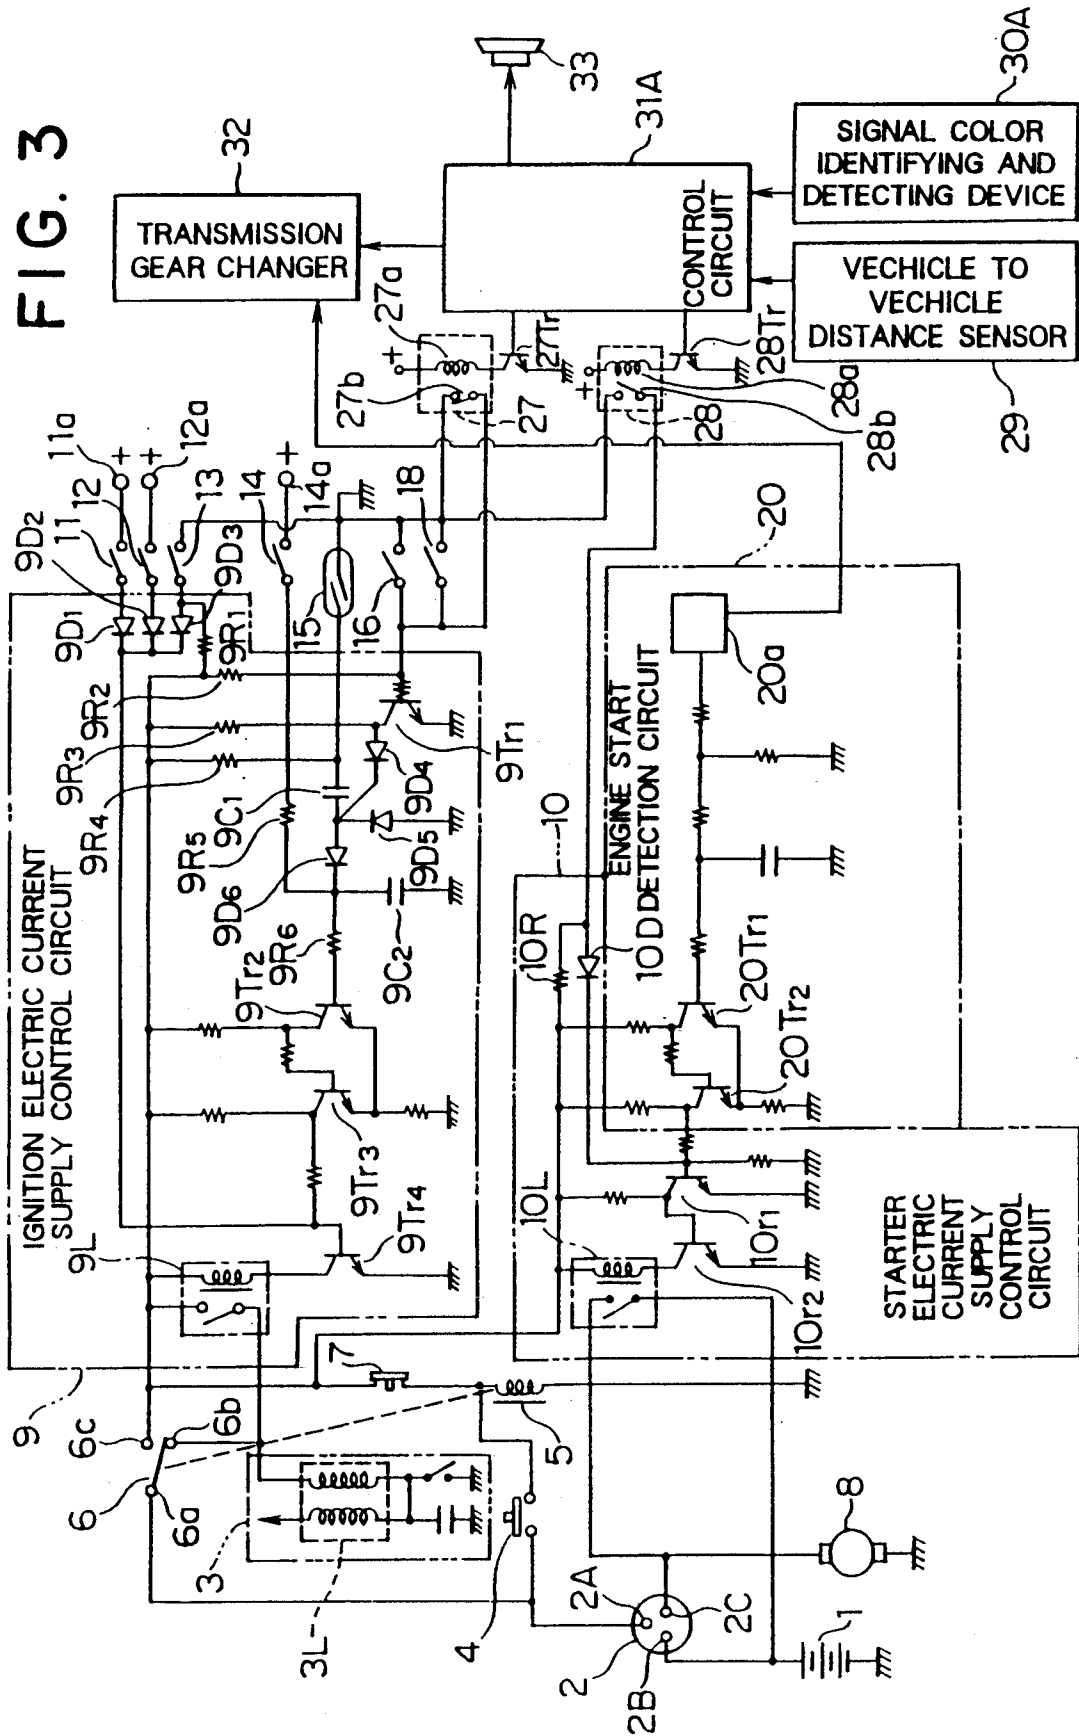 FIG. 3
IGNITION ELECTRIC CURRENT
SUPPLY CONTROL CIRCUIT
9
9L
9Tr4
9Tr3
9Tr2
9R6
9D6
9C2
9R5
9C1
9D5
9D4
9Tr1
9R4
9R3
9R2
9R1
9D1
9D2
9D3
11
12
13
14
11a
+
12a
+
14a
+
15
16
18
TRANSMISSION
GEAR CHANGER
32
33
27a
27b
+
27
27Tr
31A
CONTROL
CIRCUIT
28
+
28a
28b
28Tr
SIGNAL COLOR
IDENTIFYING AND
DETECTING DEVICE
30A
VECHICLE TO
VECHICLE
DISTANCE SENSOR
29
6
6a
6b
6c
7
5
3
3L
4
2
2A
2B
2C
8
1
10
10L
10R
10D
10r1
10r2
STARTER
ELECTRIC
CURRENT
SUPPLY
CONTROL
CIRCUIT
ENGINE START
DETECTION CIRCUIT
20
20a
20Tr1
20Tr2